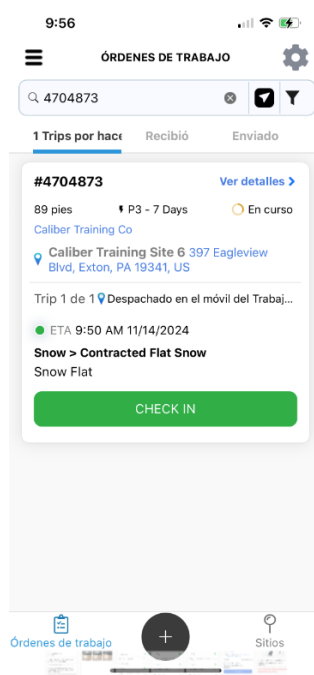 9:56
ÓRDENES DE TRABAJO
4704873
1 Trips por hace Recibió Enviado
#4704873 Ver detalles >
89 pies P3 - 7 Days En curso
Caliber Training Co
Caliber Training Site 6 397 Eagleview
Blvd, Exton, PA 19341, US
Trip 1 de 1 Despachado en el móvil del Trabaj...
ETA 9:50 AM 11/14/2024
Snow > Contracted Flat Snow
Snow Flat
CHECK IN
+
Órdenes de trabajo Sitios